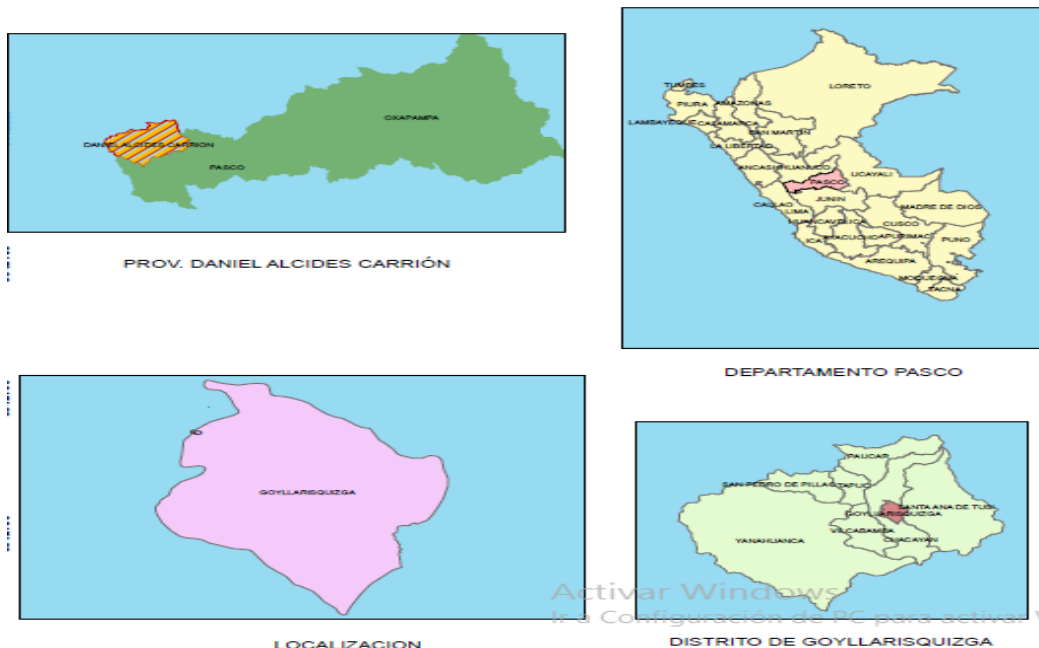 OXAPAMPA
DANIEL ALCIDES CARRION
PASCO
PROV. DANIEL ALCIDES CARRIÓN
TUMBES
LORETO
PIURA
AMAZONAS
LAMBAYEQUE
CAJAMARCA
SAN MARTIN
LA LIBERTAD
ANCASH
HUANUCO
UCAYALI
PASCO
CALLAO
LIMA
JUNIN
MADRE DE DIOS
HUANCAVELICA
CUSCO
ICA
AYACUCHO
APURIMAC
PUNO
AREQUIPA
MOQUEGUA
TACNA
DEPARTAMENTO PASCO
GOYLLARISQUIZGA
LOCALIZACION
PAUCAR
SAN PEDRO DE PILLAO
TAPUC
SANTA ANA DE TUSI
GOYLLARISQUIZGA
VILCABAMBA
YANAHUANCA
CHACAYAN
DISTRITO DE GOYLLARISQUIZGA
Activar Windows
Ir a Configuración de PC para activar